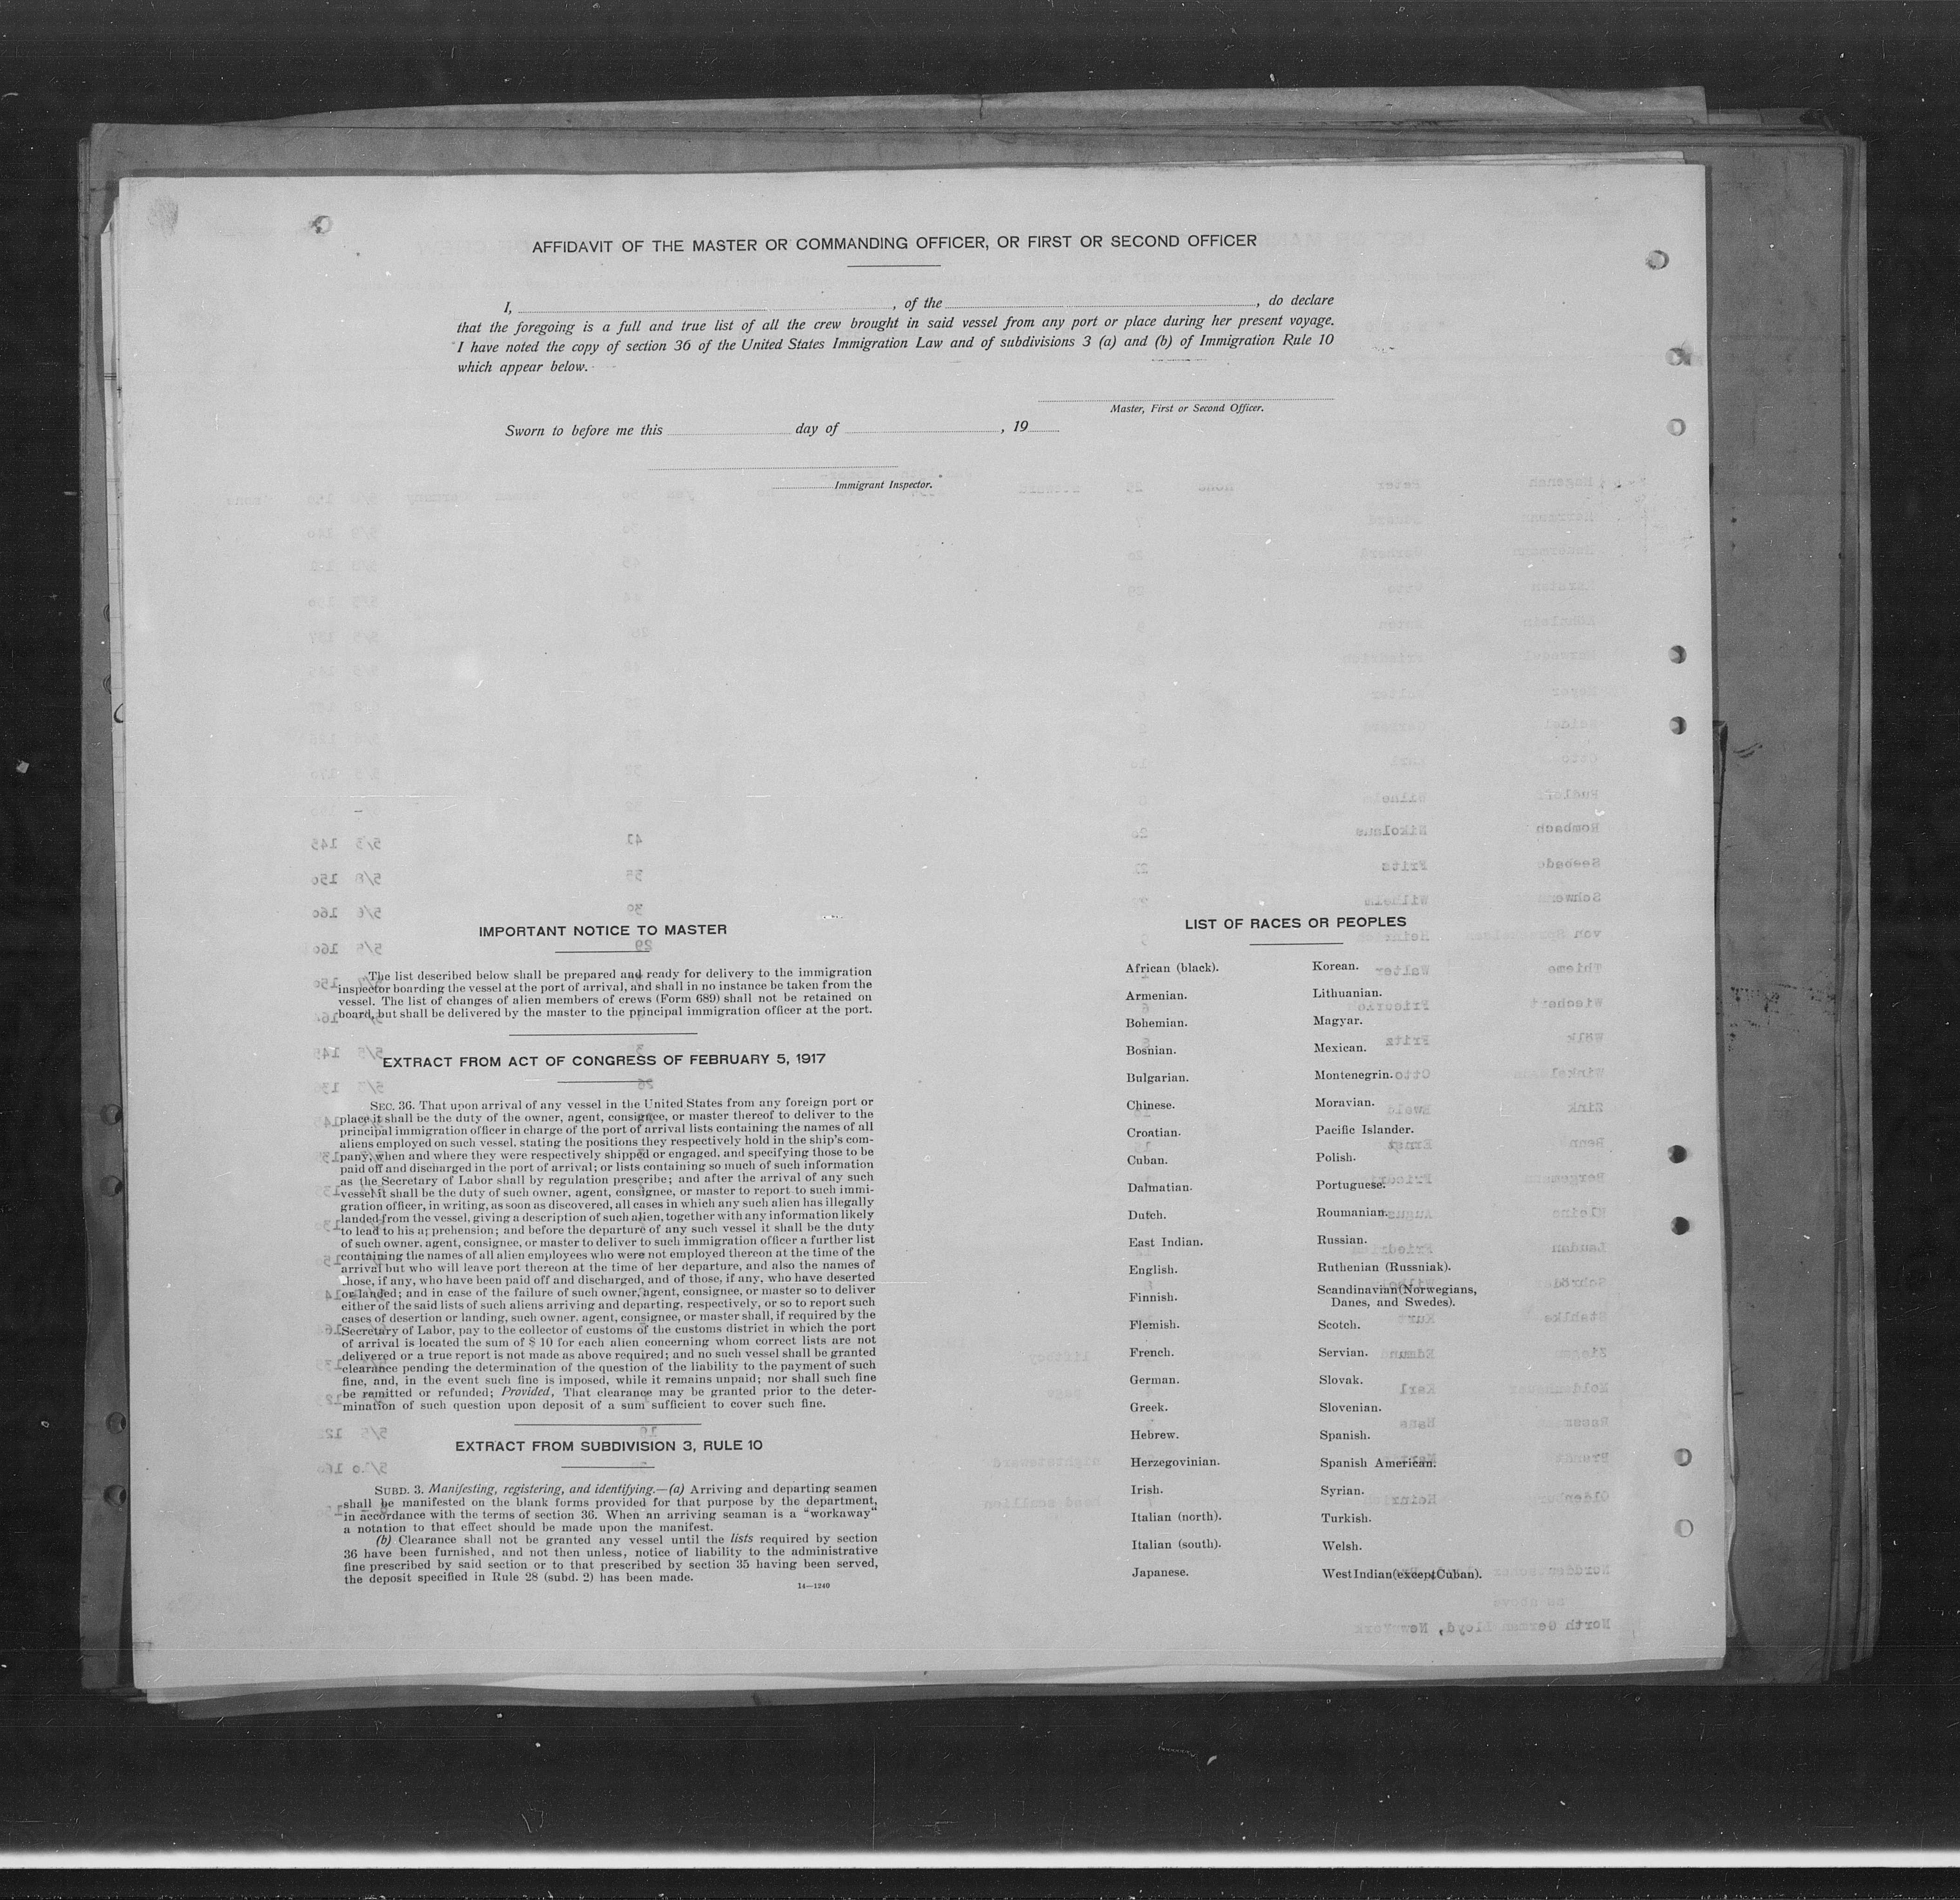 AFFIDAVIT OF THE MASTER OR COMMANDING OFFICER, OR FIRST OR SECOND OFFICER
I, , of the , do declare
that the foregoing is a full and true list of all the crew brought in said vessel from any port or place during her present voyage.
I have noted the copy of section 36 of the United States Immigration Law and of subdivisions 3 (a) and (b) of Immigration Rule 10
which appear below.
Master, First or Second Officer.
Sworn to before me this day of , 19
Immigrant Inspector.
IMPORTANT NOTICE TO MASTER
The list described below shall be prepared and ready for delivery to the immigration
inspector boarding the vessel at the port of arrival, and shall in no instance be taken from the
vessel. The list of changes of alien members of crews (Form 689) shall not be retained on
board, but shall be delivered by the master to the principal immigration officer at the port.
EXTRACT FROM ACT OF CONGRESS OF FEBRUARY 5, 1917
SEC. 36. That upon arrival of any vessel in the United States from any foreign port or
place it shall be the duty of the owner, agent, consignee, or master thereof to deliver to the
principal immigration officer in charge of the port of arrival lists containing the names of all
aliens employed on such vessel, stating the positions they respectively hold in the ship's com-
pany, when and where they were respectively shipped or engaged, and specifying those to be
paid off and discharged in the port of arrival; or lists containing so much of such information
as the Secretary of Labor shall by regulation prescribe; and after the arrival of any such
vessel it shall be the duty of such owner, agent, consignee, or master to report to such immi-
gration officer, in writing, as soon as discovered, all cases in which any such alien has illegally
landed from the vessel, giving a description of such alien, together with any information likely
to lead to his apprehension; and before the departure of any such vessel it shall be the duty
of such owner, agent, consignee, or master to deliver to such immigration officer a further list
containing the names of all alien employees who were not employed thereon at the time of the
arrival but who will leave port thereon at the time of her departure, and also the names of
those, if any, who have been paid off and discharged, and of those, if any, who have deserted
or landed; and in case of the failure of such owner, agent, consignee, or master so to deliver
either of the said lists of such aliens arriving and departing, respectively, or so to report such
cases of desertion or landing, such owner, agent, consignee, or master shall, if required by the
Secretary of Labor, pay to the collector of customs of the customs district in which the port
of arrival is located the sum of $ 10 for each alien concerning whom correct lists are not
delivered or a true report is not made as above required; and no such vessel shall be granted
clearance pending the determination of the question of the liability to the payment of such
fine, and, in the event such fine is imposed, while it remains unpaid; nor shall such fine
be remitted or refunded; Provided, That clearance may be granted prior to the deter-
mination of such question upon deposit of a sum sufficient to cover such fine.
EXTRACT FROM SUBDIVISION 3, RULE 10
SUBD. 3. Manifesting, registering, and identifying.—(a) Arriving and departing seamen
shall be manifested on the blank forms provided for that purpose by the department,
in accordance with the terms of section 36. When an arriving seaman is a "workaway"
a notation to that effect should be made upon the manifest.
(b) Clearance shall not be granted any vessel until the lists required by section
36 have been furnished, and not then unless, notice of liability to the administrative
fine prescribed by said section or to that prescribed by section 35 having been served,
the deposit specified in Rule 28 (subd. 2) has been made.
14—1240
LIST OF RACES OR PEOPLES
African (black).
Armenian.
Bohemian.
Bosnian.
Bulgarian.
Chinese.
Croatian.
Cuban.
Dalmatian.
Dutch.
East Indian.
English.
Finnish.
Flemish.
French.
German.
Greek.
Hebrew.
Herzegovinian.
Irish.
Italian (north).
Italian (south).
Japanese.
Korean.
Lithuanian.
Magyar.
Mexican.
Montenegrin.
Moravian.
Pacific Islander.
Polish.
Portuguese.
Roumanian.
Russian.
Ruthenian (Russniak).
Scandinavian (Norwegians,
Danes, and Swedes).
Scotch.
Servian.
Slovak.
Slovenian.
Spanish.
Spanish American.
Syrian.
Turkish.
Welsh.
West Indian (except Cuban).